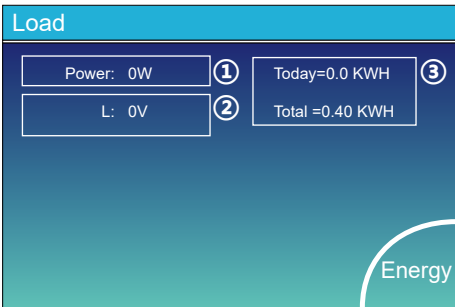 Load
Power: 0W
①
L: 0V
②
Today=0.0 KWH
③
Total =0.40 KWH
Energy